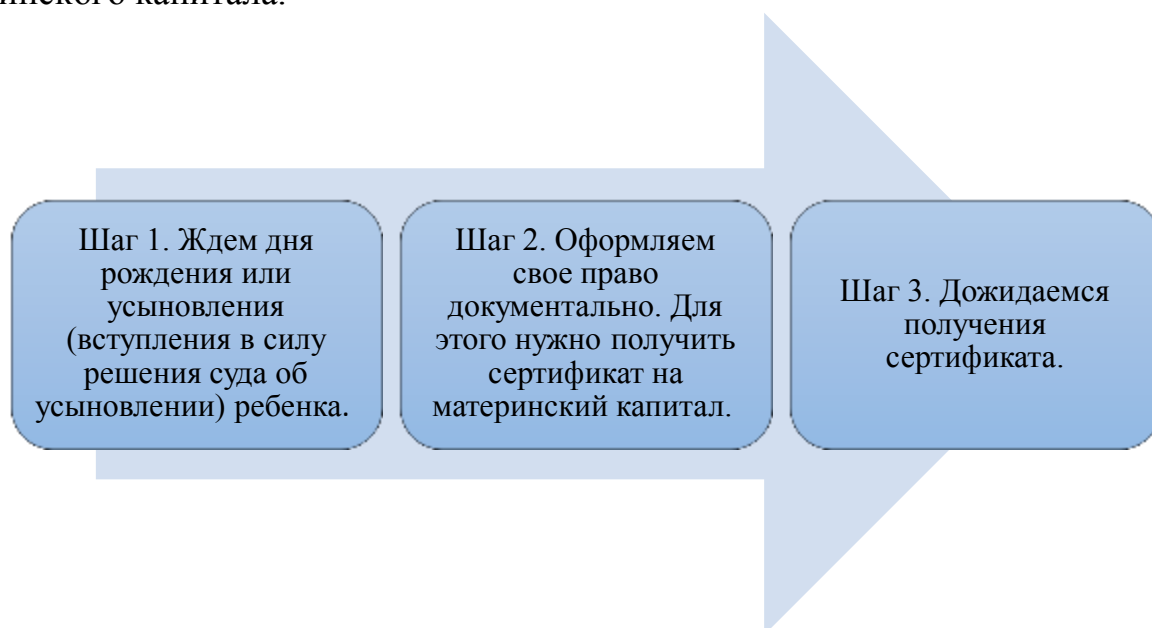 инского капитала.
Шаг 1. Ждем дня
рождения или
усыновления
(вступления в силу
решения суда об
усыновлении) ребенка.
Шаг 2. Оформляем
свое право
документально. Для
этого нужно получить
сертификат на
материнский капитал.
Шаг 3. Дожидаемся
получения
сертификата.